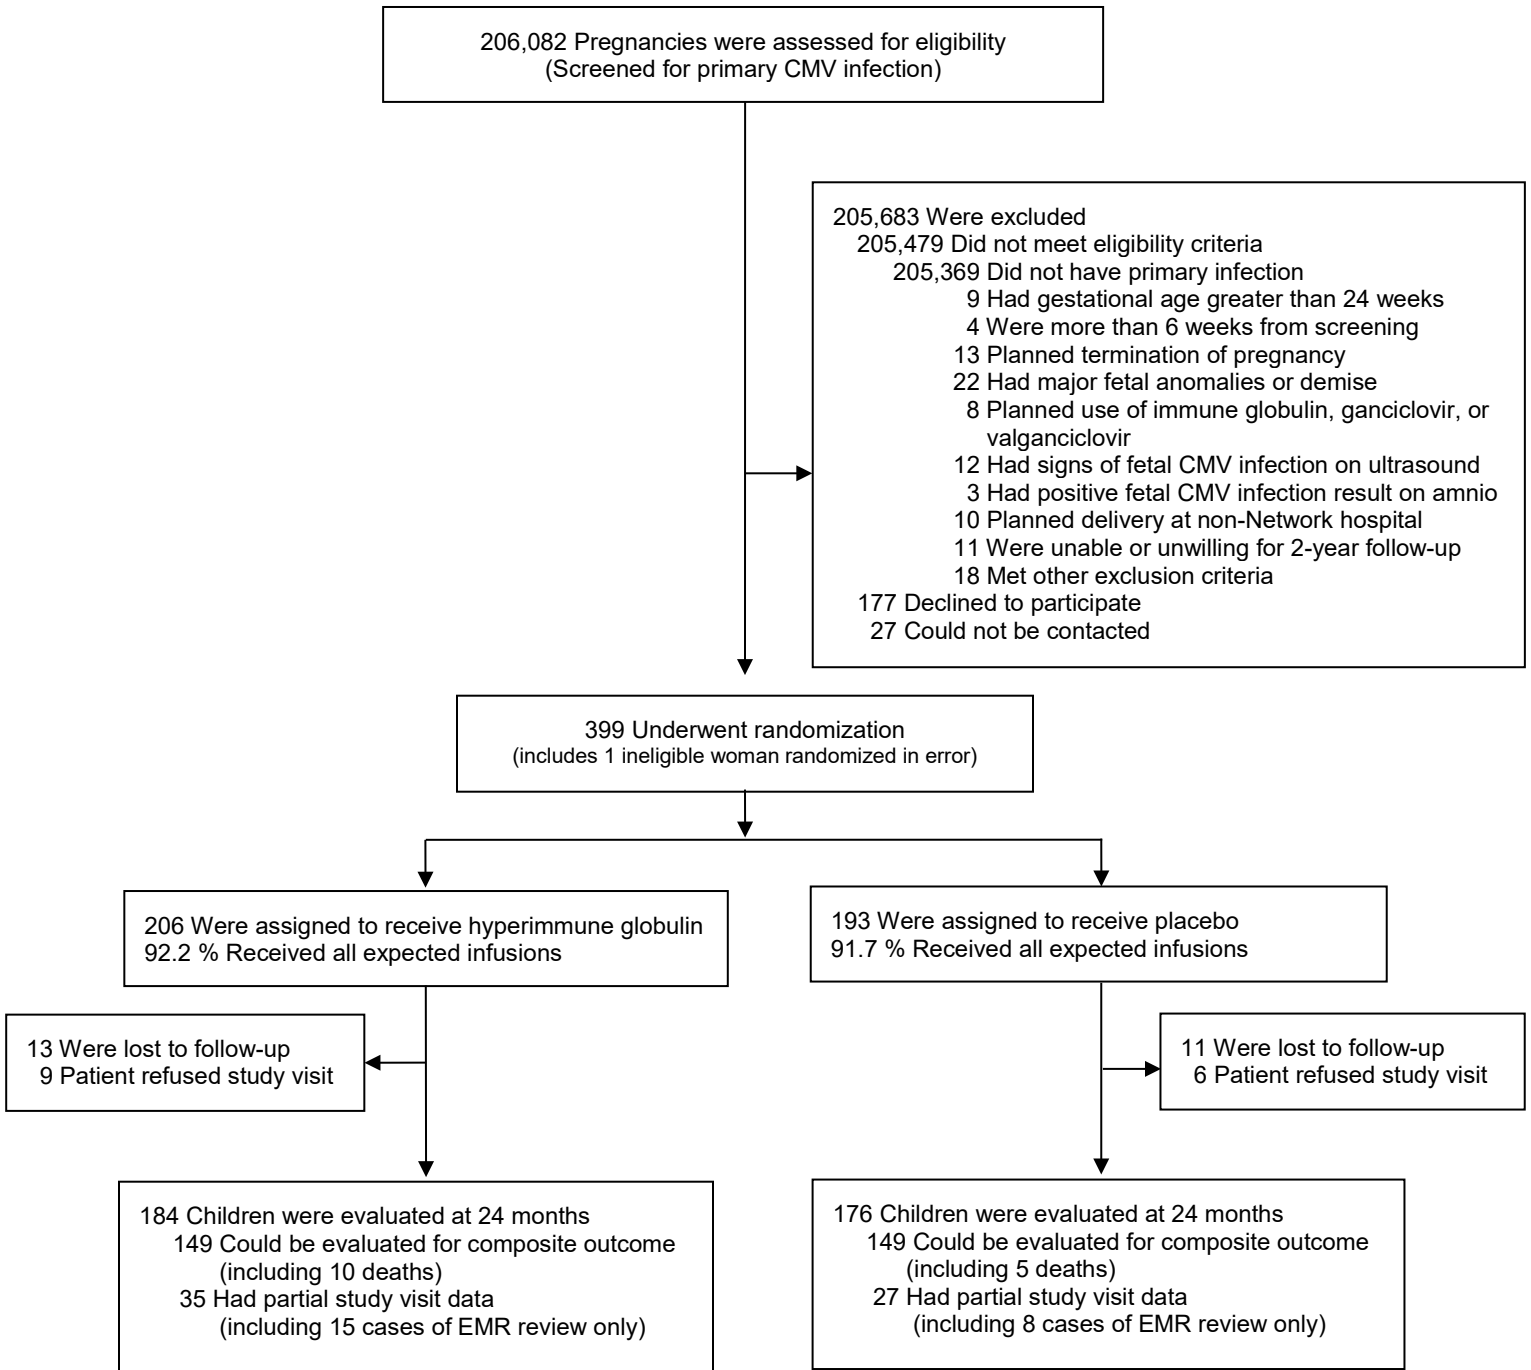 206,082 Pregnancies were assessed for eligibility
(Screened for primary CMV infection)
205,683 Were excluded
205,479 Did not meet eligibility criteria
205,369 Did not have primary infection
9 Had gestational age greater than 24 weeks
4 Were more than 6 weeks from screening
13 Planned termination of pregnancy
22 Had major fetal anomalies or demise
8 Planned use of immune globulin, ganciclovir, or
valganciclovir
12 Had signs of fetal CMV infection on ultrasound
3 Had positive fetal CMV infection result on amnio
10 Planned delivery at non-Network hospital
11 Were unable or unwilling for 2-year follow-up
18 Met other exclusion criteria
177 Declined to participate
27 Could not be contacted
399 Underwent randomization
(includes 1 ineligible woman randomized in error)
206 Were assigned to receive hyperimmune globulin
92.2 % Received all expected infusions
193 Were assigned to receive placebo
91.7 % Received all expected infusions
13 Were lost to follow-up
9 Patient refused study visit
11 Were lost to follow-up
6 Patient refused study visit
184 Children were evaluated at 24 months
149 Could be evaluated for composite outcome
(including 10 deaths)
35 Had partial study visit data
(including 15 cases of EMR review only)
176 Children were evaluated at 24 months
149 Could be evaluated for composite outcome
(including 5 deaths)
27 Had partial study visit data
(including 8 cases of EMR review only)